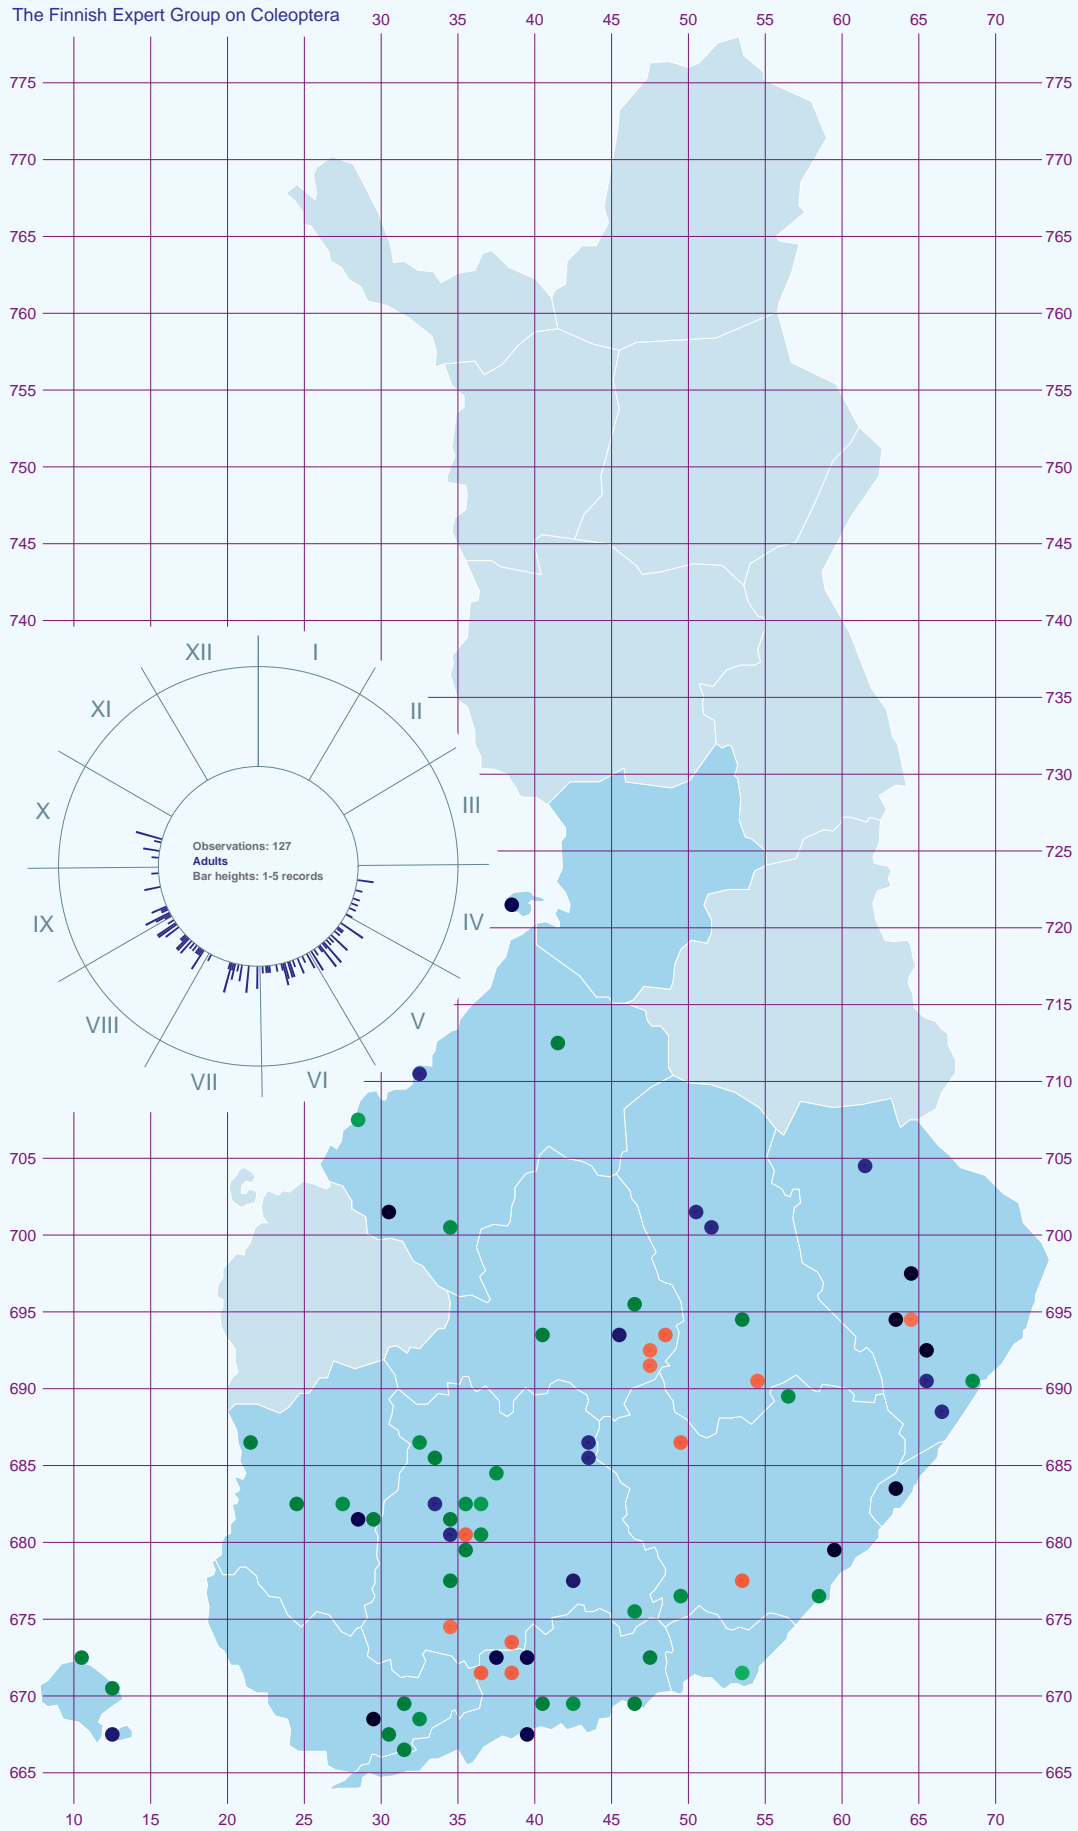 The Finnish Expert Group on Coleoptera
30 35 40 45 50 55 60 65 70
775 775
770 770
765 765
760 760
755 755
750 750
745 745
740 740
XII I
735
XI II
730
III
X
Observations: 127
725
Adults
Bar heights: 1-5 records
IX IV
720
715
VIII V
VII VI
710
705 705
700 700
695 695
690 690
685 685
680 680
675 675
670 670
665 665
10 15 20 25 30 35 40 45 50 55 60 65 70